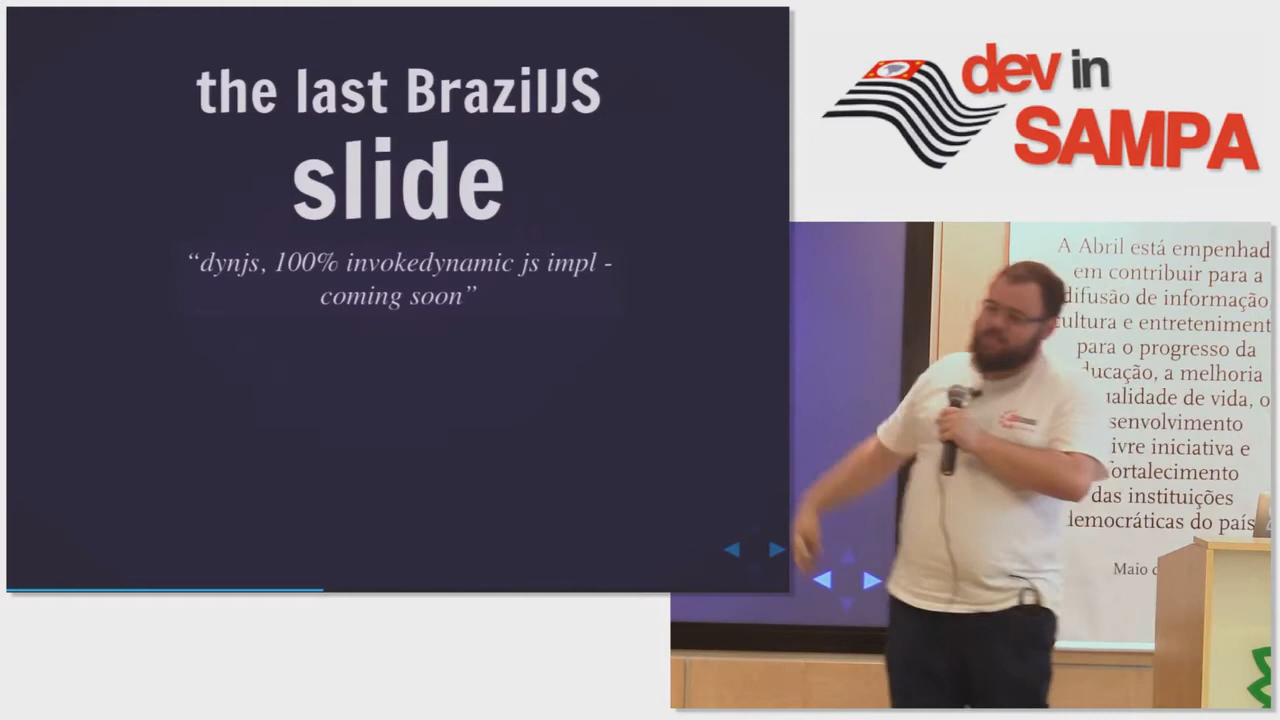 the last BrazilJS
slide
“dynjs, 100% invokedynamic js impl -
coming soon”
dev in
SAMPA
A Abril está empenhad
em contribuir para a
difusão de informação
cultura e entreteniment
para o progresso da
ducação, a melhoria
ualidade de vida, o
senvolvimento
ivre iniciativa e
fortalecimento
das instituições
democráticas do país
Maio